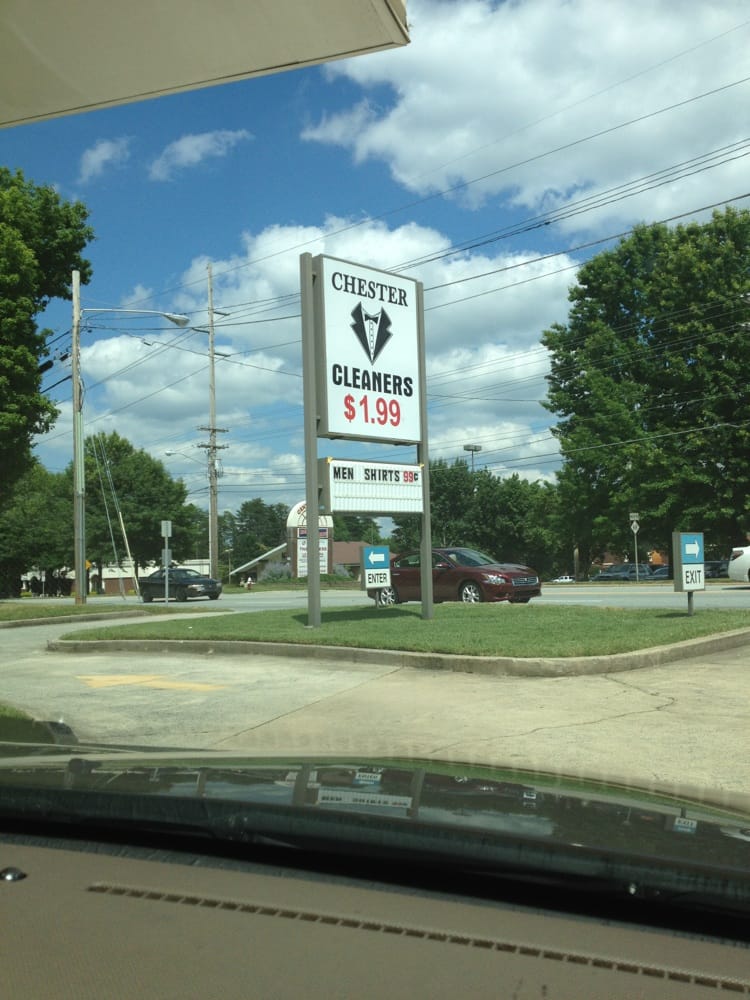 CHESTER
CLEANERS
$1.99
MEN SHIRTS 99¢
ENTER
EXIT